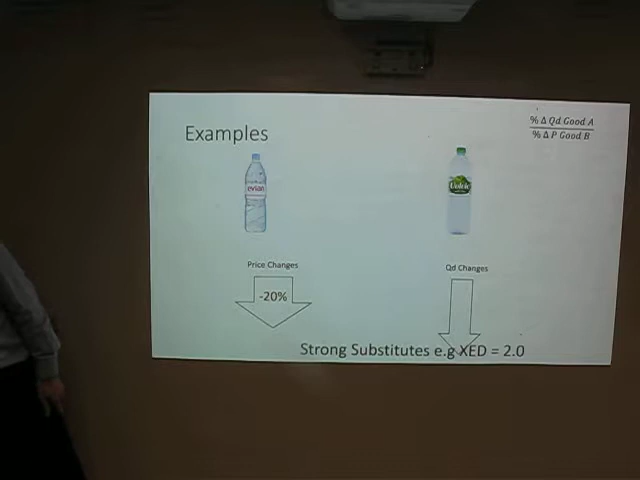 Examples
% Δ Qd Good A
% Δ P Good B
evian
Volvic
Price Changes
Qd Changes
-20%
Strong Substitutes e.g XED = 2.0